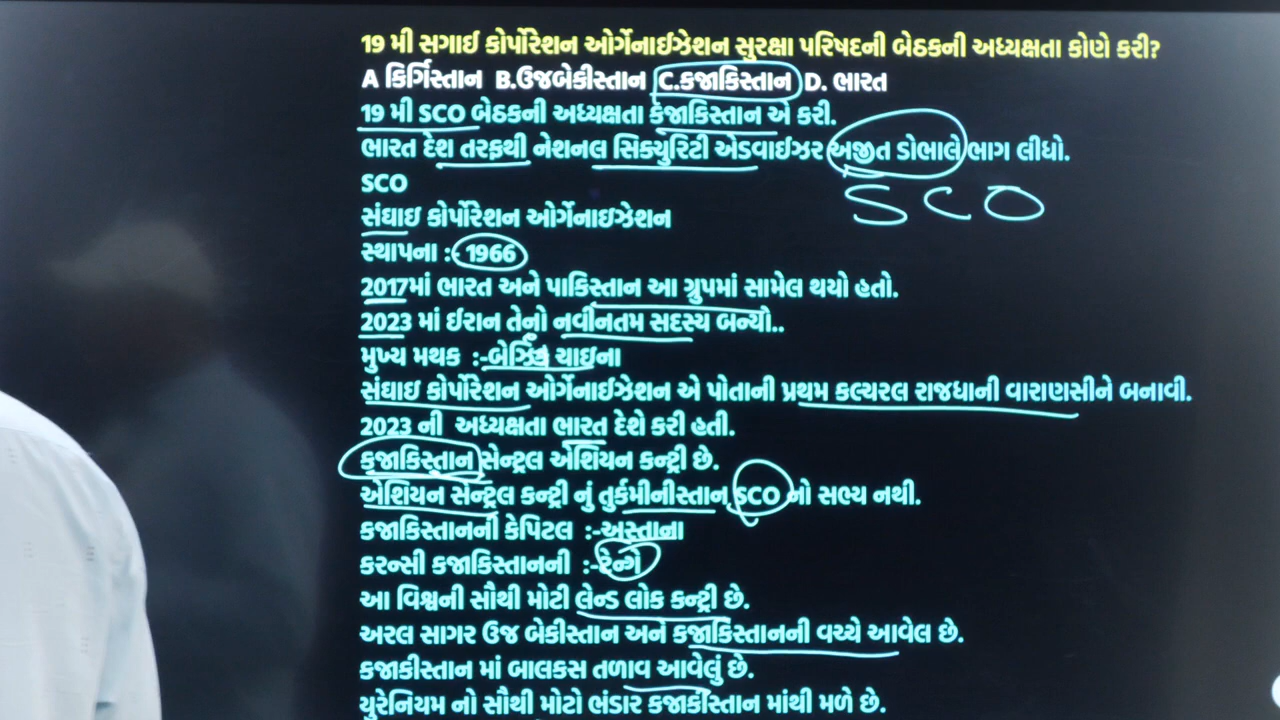 19 મી સગાઈ કોર્પોરેશન ઓર્ગેનાઈઝેશન સુરક્ષા પરિષદની બેઠકની અધ્યક્ષતા કોણે કરી?
A કિર્ગિસ્તાન B.ઉજબેકીસ્તાન C.કજાકિસ્તાન D. ભારત
19 મી SCO બેઠકની અધ્યક્ષતા કજાકિસ્તાન એ કરી.
ભારત દેશ તરફથી નેશનલ સિક્યુરિટી એડવાઈઝર અજીત ડોભાલે ભાગ લીધો.
SCO
SCO
સંઘાઇ કોર્પોરેશન ઓર્ગેનાઇઝેશન
સ્થાપના :- 1966
2017માં ભારત અને પાકિસ્તાન આ ગ્રુપમાં સામેલ થયો હતો.
2023 માં ઇરાન તેનો નવીનતમ સદસ્ય બન્યો..
મુખ્ય મથક :- ચાઇના
સંઘાઇ કોર્પોરેશન ઓર્ગેનાઈઝેશન એ પોતાની પ્રથમ કલ્ચરલ રાજધાની વારાણસીને બનાવી.
2023 ની અધ્યક્ષતા ભારત દેશે કરી હતી.
કજાકિસ્તાન સેન્ટ્રલ એશિયન કન્ટ્રી છે.
એશિયન સેન્ટ્રલ કન્ટ્રી નું તુર્કમીનીસ્તાન SCO નો સભ્ય નથી.
કજાકિસ્તાનની કેપિટલ :-અસ્તાના
કરન્સી કજાકિસ્તાનની :-ટેન્ગે
આ વિશ્વની સૌથી મોટી લેન્ડ લોક કન્ટ્રી છે.
અરલ સાગર ઉજ બેકીસ્તાન અને કજાકિસ્તાનની વચ્ચે આવેલ છે.
કજાકીસ્તાન માં બાલકસ તળાવ આવેલું છે.
યુરેનિયમ નો સૌથી મોટો ભંડાર કજાકીસ્તાન માંથી મળે છે.